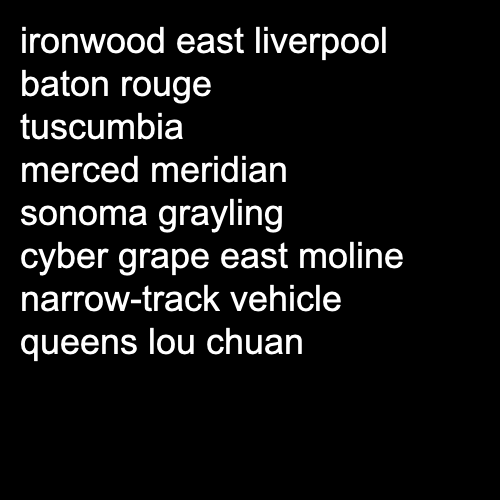 ironwood east liverpool
baton rouge
tuscumbia
merced meridian
sonoma grayling
cyber grape east moline
narrow-track vehicle
queens lou chuan